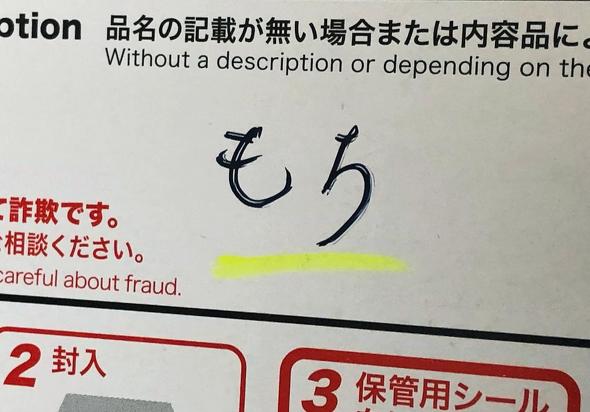 ption 品名の記載が無い場合または内容品によ
Without a description or depending on the
もち
て詐欺です。
相談ください。
careful about fraud.
2 封入
3 保管用シール